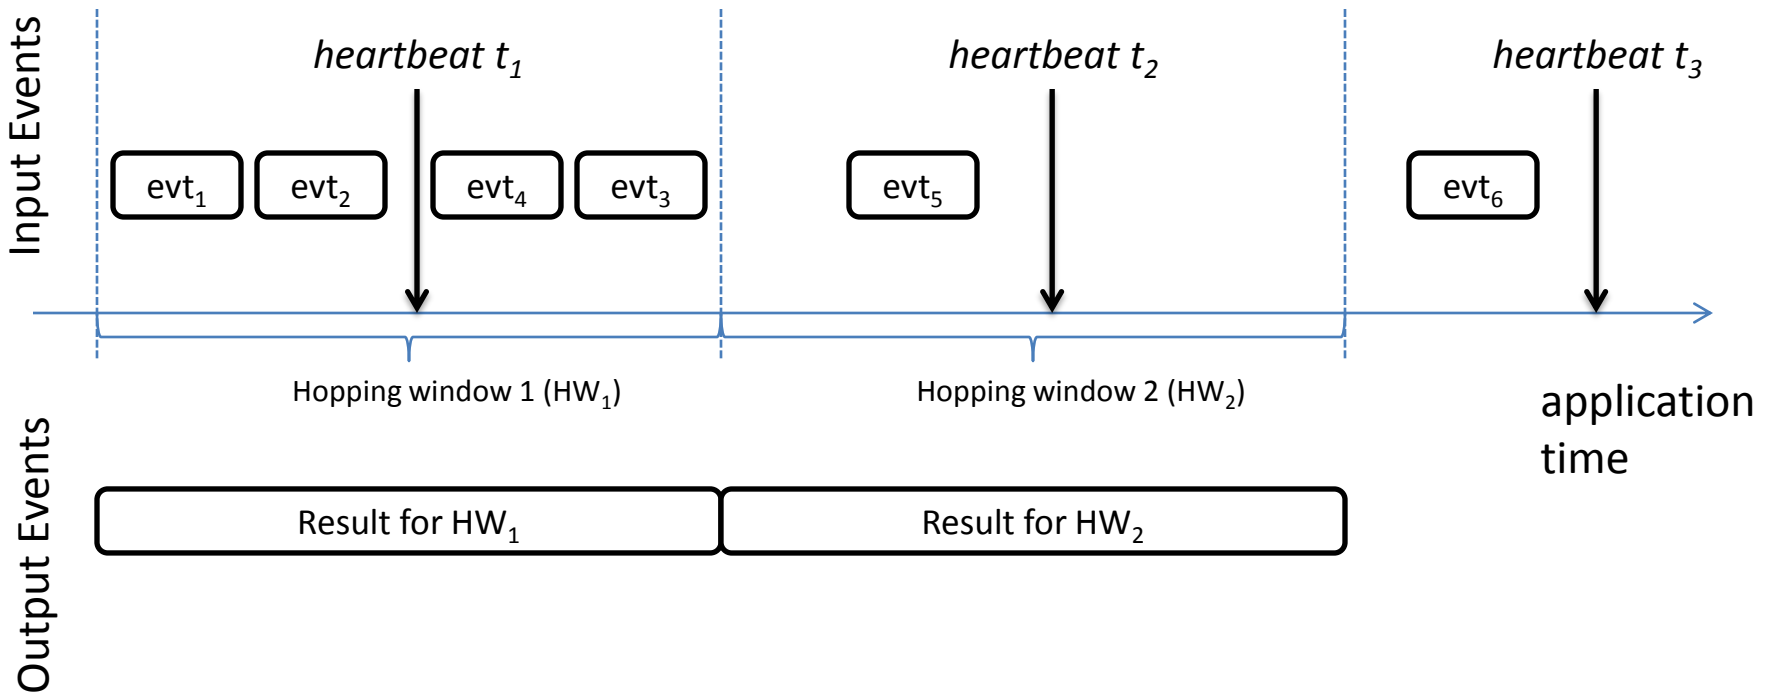 Input Events
heartbeat t₁
heartbeat t₂
heartbeat t₃
evt₁
evt₂
evt₄
evt₃
evt₅
evt₆
Hopping window 1 (HW₁)
Hopping window 2 (HW₂)
application
time
Output Events
Result for HW₁
Result for HW₂